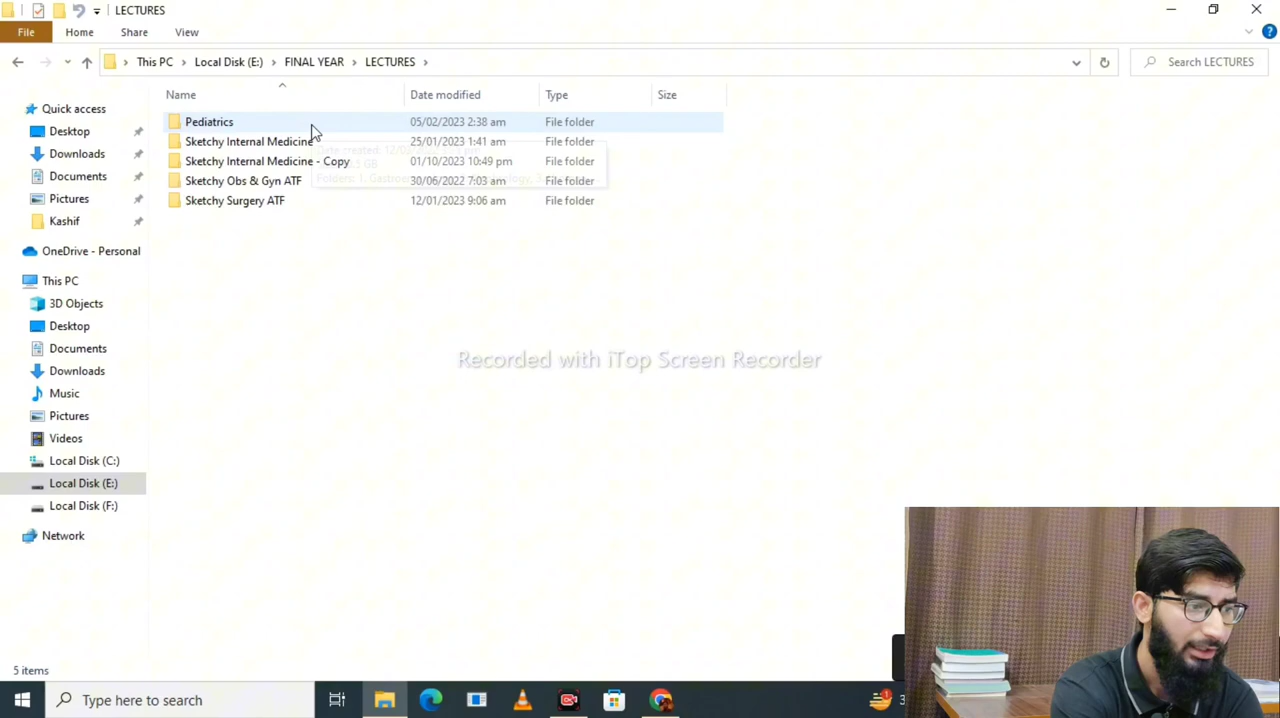 LECTURES
File Home Share View
This PC Local Disk (E:) FINAL YEAR LECTURES
Search LECTURES
Name Date modified Type Size
Quick access
Desktop
Downloads
Documents
Pictures
Kashif
OneDrive - Personal
This PC
3D Objects
Desktop
Documents
Downloads
Music
Pictures
Videos
Local Disk (C:)
Local Disk (E:)
Local Disk (F:)
Network
Pediatrics 05/02/2023 2:38 am File folder
Sketchy Internal Medicine 25/01/2023 1:41 am File folder
Sketchy Internal Medicine - Copy 01/10/2023 10:49 pm File folder
Sketchy Obs & Gyn ATF 30/06/2022 7:03 am File folder
Sketchy Surgery ATF 12/01/2023 9:06 am File folder
Recorded with iTop Screen Recorder
5 items
Type here to search